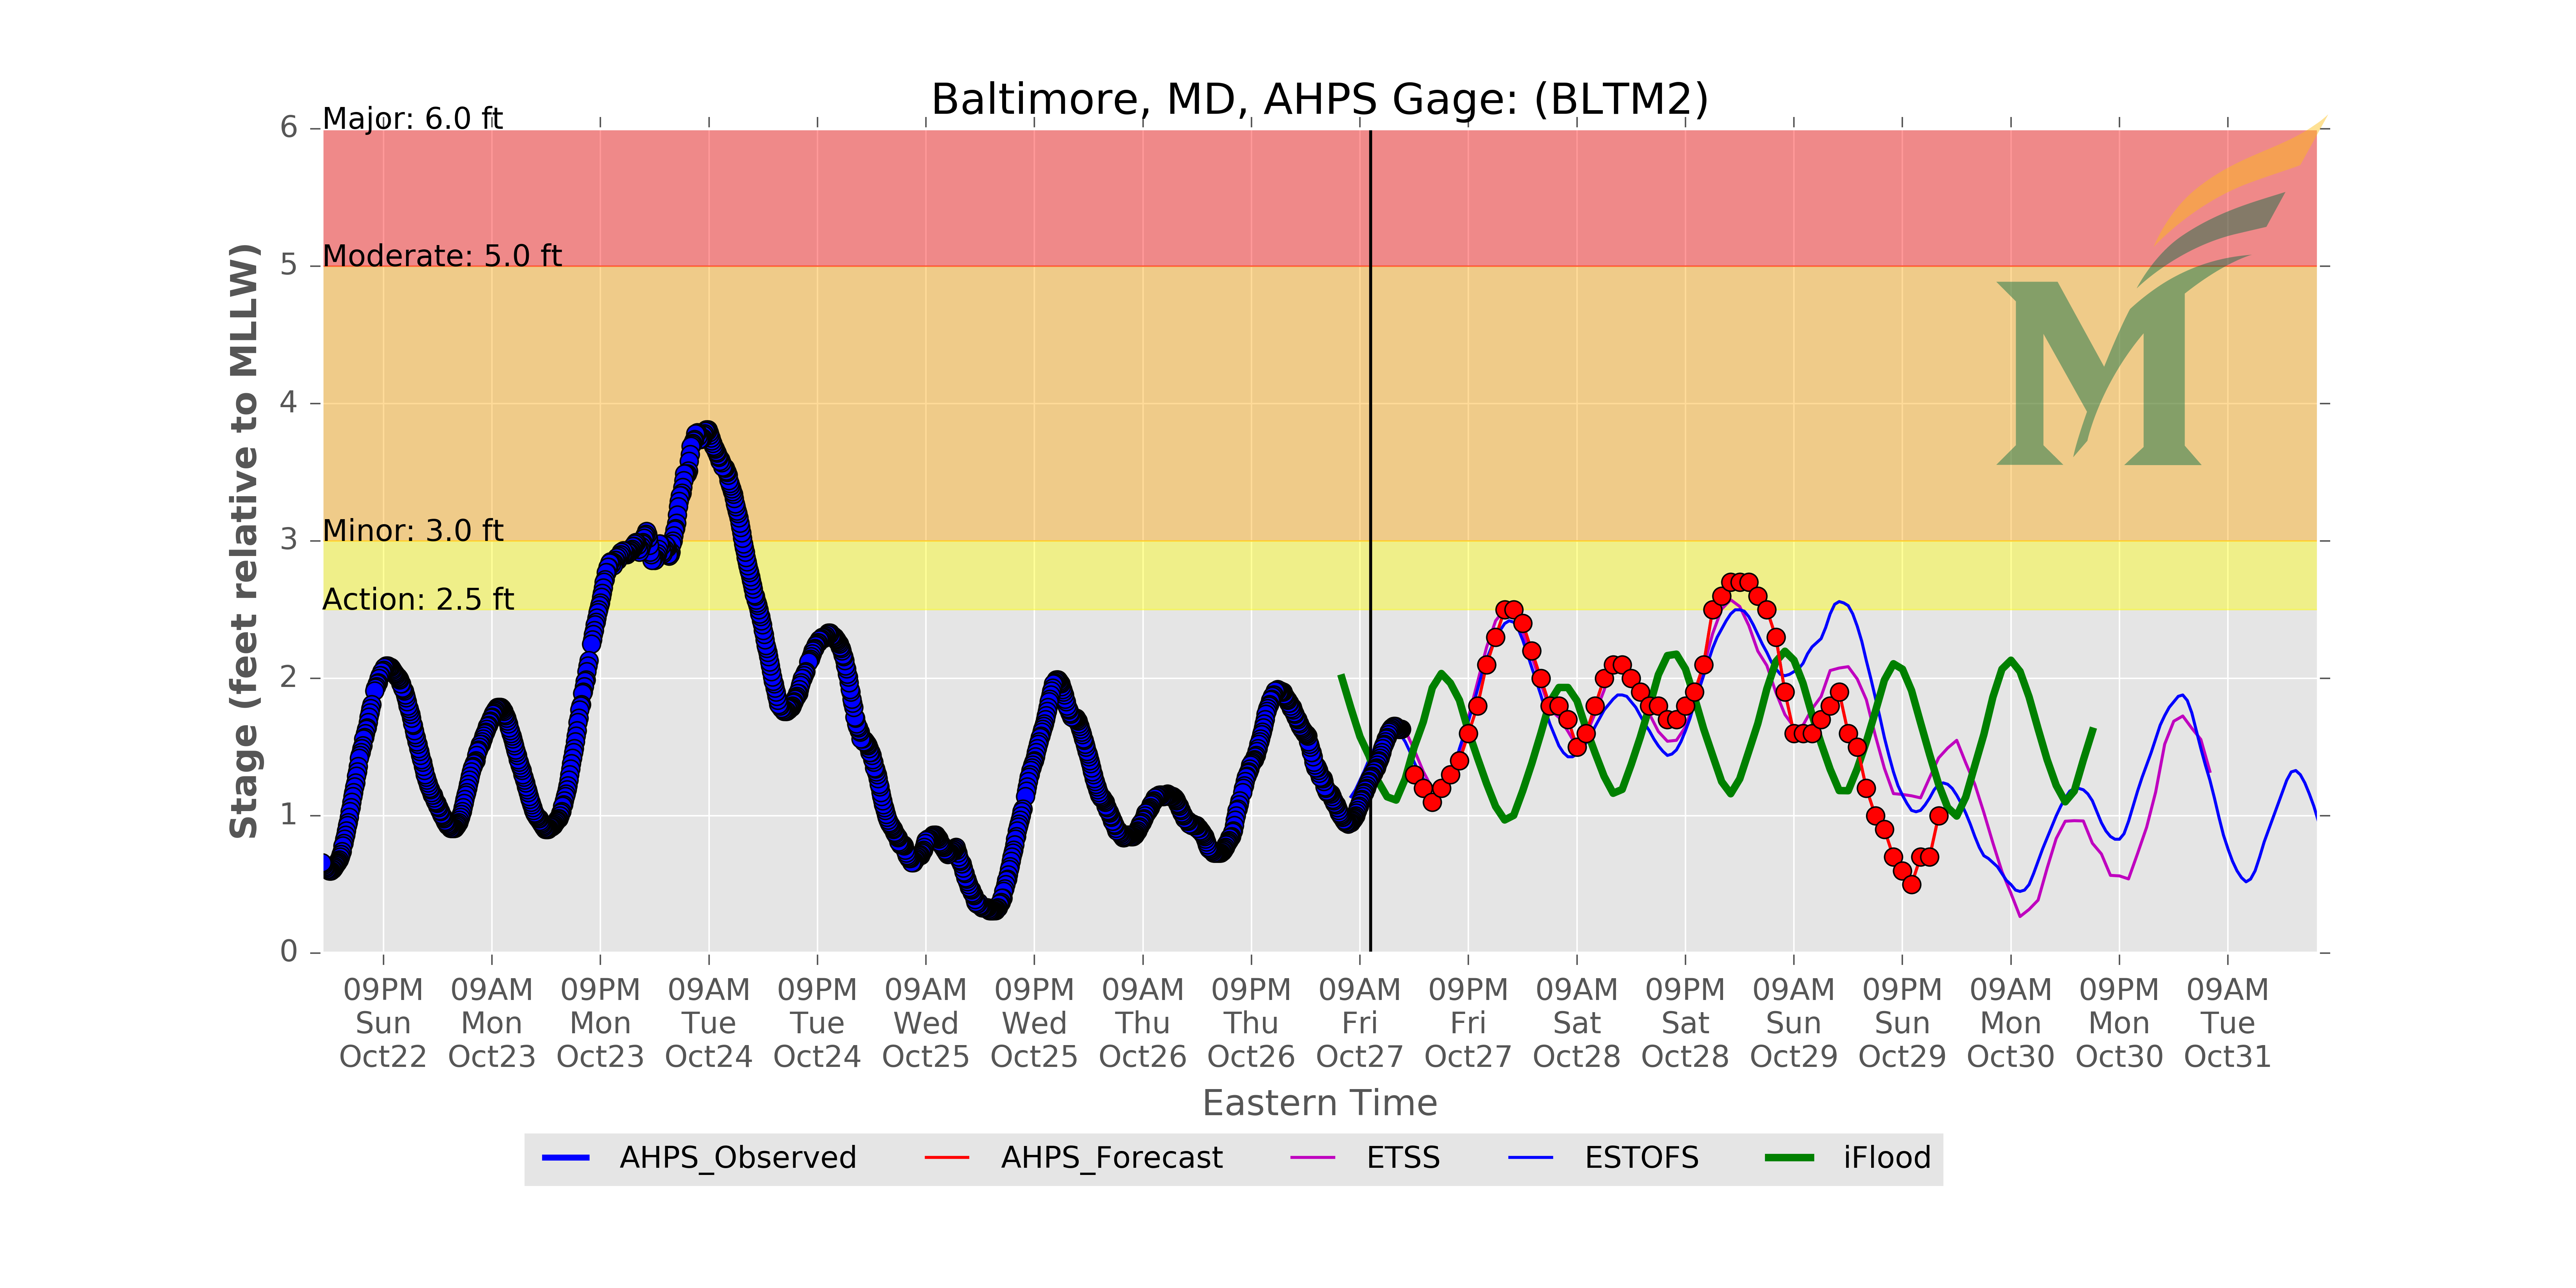 Baltimore, MD, AHPS Gage: (BLTM2)
Major: 6.0 ft
Moderate: 5.0 ft
Minor: 3.0 ft
Action: 2.5 ft
6
5
4
3
2
1
0
Stage (feet relative to MLLW)
09PM 09AM 09PM 09AM 09PM 09AM 09PM 09AM 09PM 09AM 09PM 09AM 09PM 09AM 09PM 09AM 09PM 09AM
Sun Mon Mon Tue Tue Wed Wed Thu Thu Fri Fri Sat Sat Sun Sun Mon Mon Tue
Oct22 Oct23 Oct23 Oct24 Oct24 Oct25 Oct25 Oct26 Oct26 Oct27 Oct27 Oct28 Oct28 Oct29 Oct29 Oct30 Oct30 Oct31
Eastern Time
AHPS_Observed AHPS_Forecast ETSS ESTOFS iFlood
M